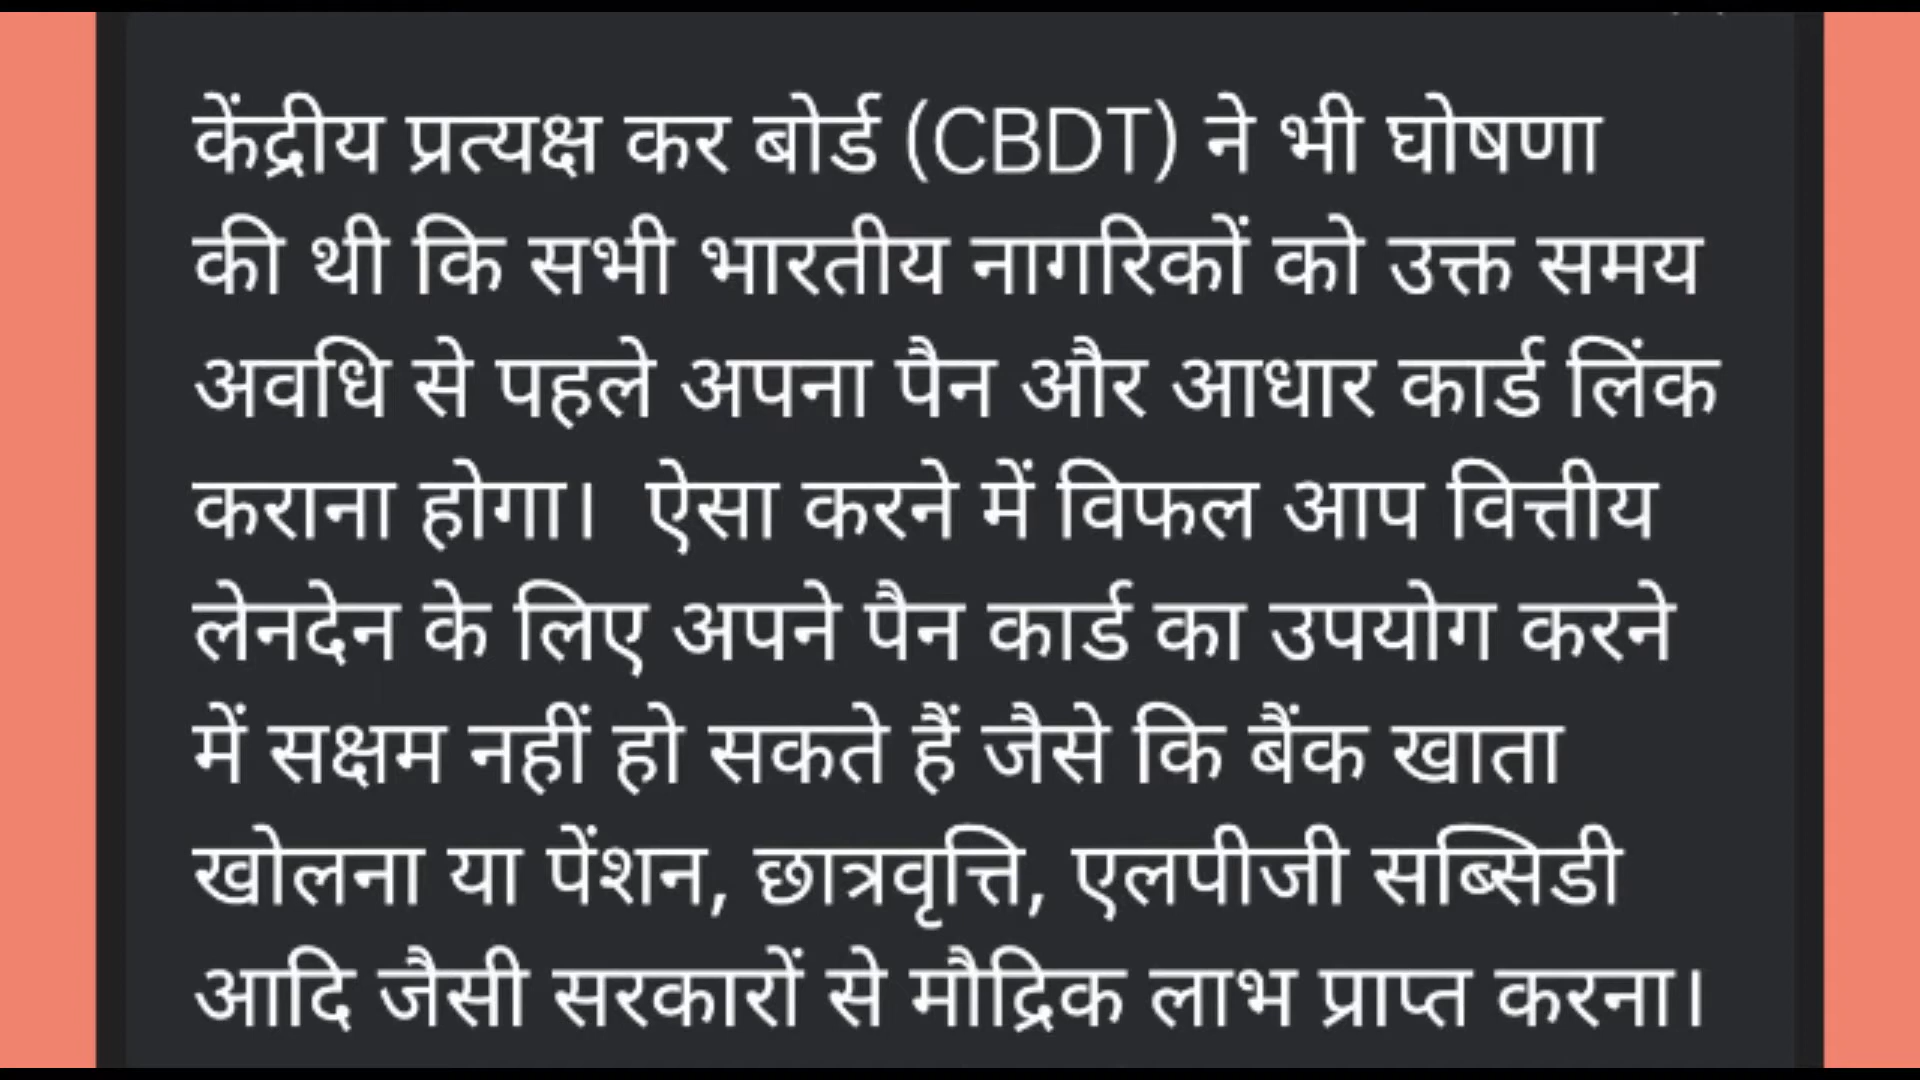 केंद्रीय प्रत्यक्ष कर बोर्ड (CBDT) ने भी घोषणा
की थी कि सभी भारतीय नागरिकों को उक्त समय
अवधि से पहले अपना पैन और आधार कार्ड लिंक
कराना होगा।  ऐसा करने में विफल आप वित्तीय
लेनदेन के लिए अपने पैन कार्ड का उपयोग करने
में सक्षम नहीं हो सकते हैं जैसे कि बैंक खाता
खोलना या पेंशन, छात्रवृत्ति, एलपीजी सब्सिडी
आदि जैसी सरकारों से मौद्रिक लाभ प्राप्त करना।